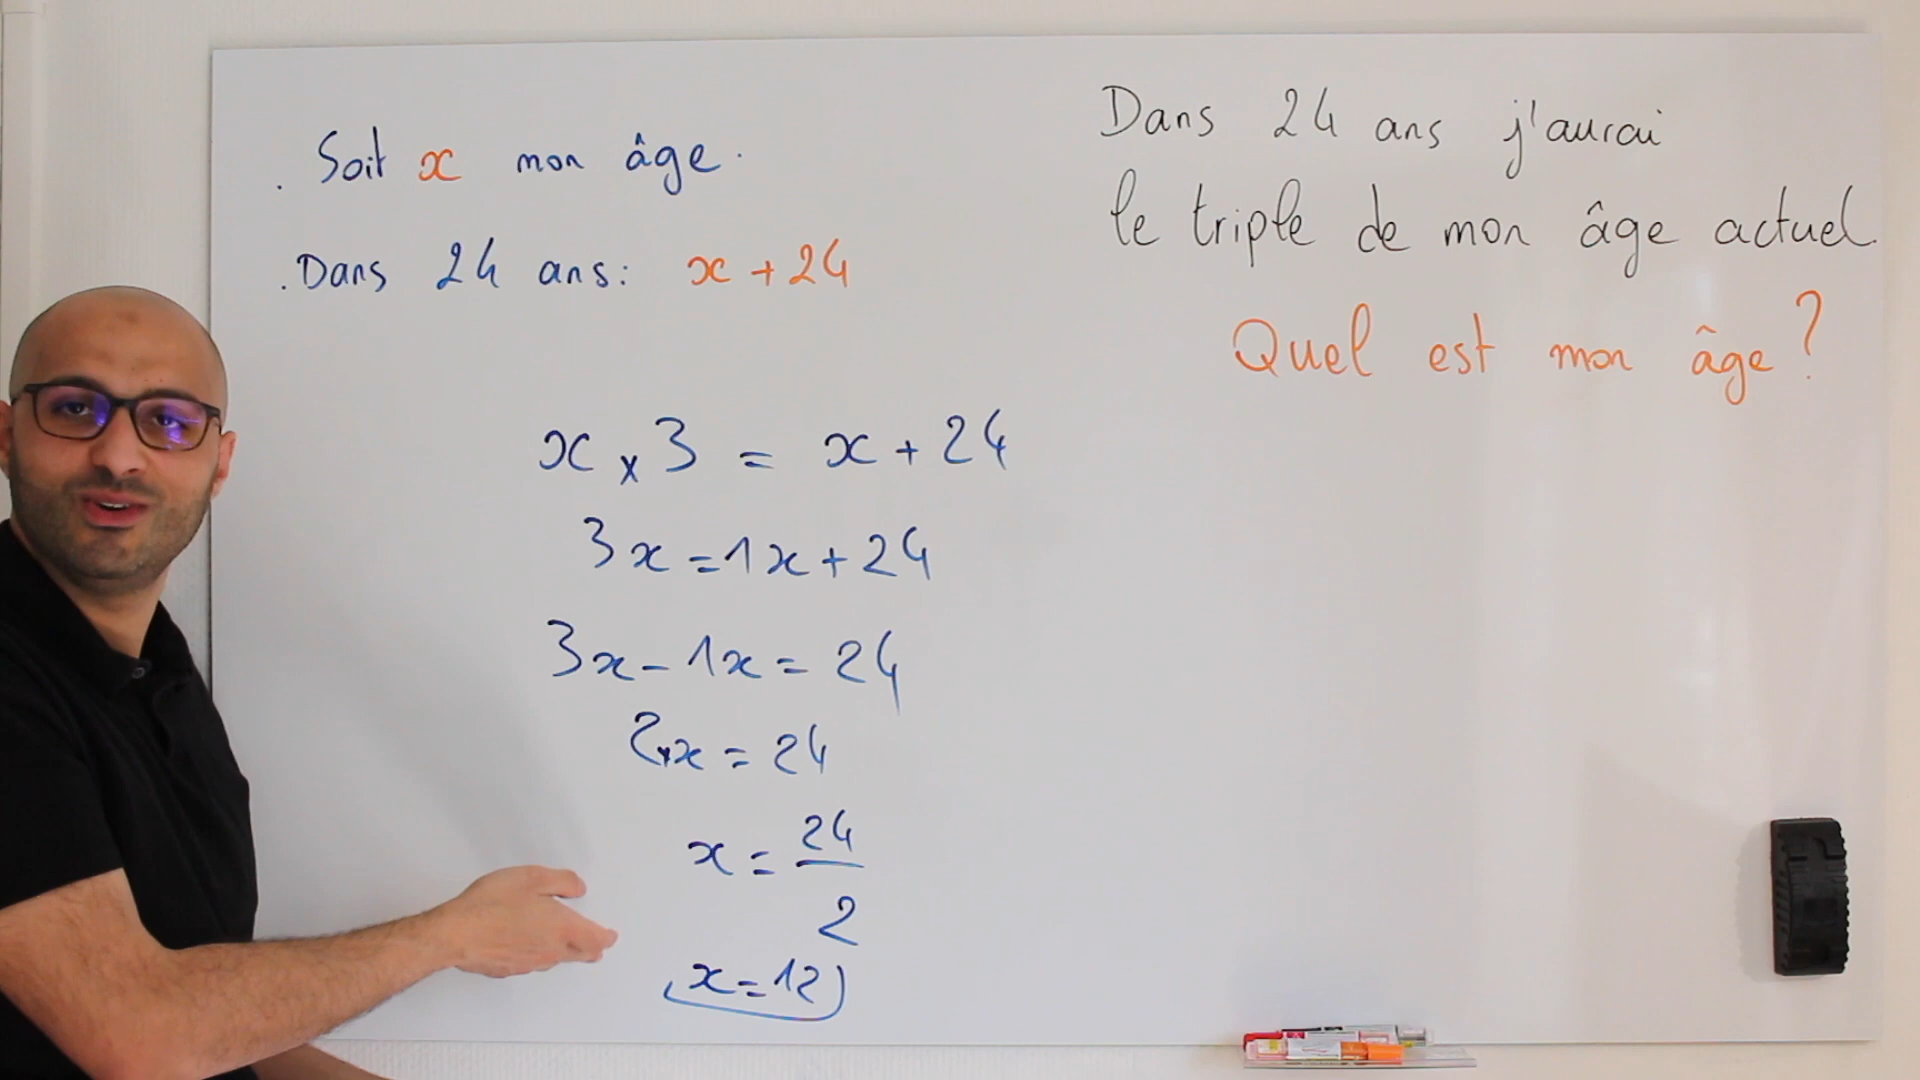 . Soit x mon âge.
. Dans 24 ans : x + 24
x × 3 = x + 24
3x = 1x + 24
3x - 1x = 24
2×x = 24
x = 24
2
x = 12
Dans 24 ans j'aurai
le triple de mon âge actuel.
Quel est mon âge ?